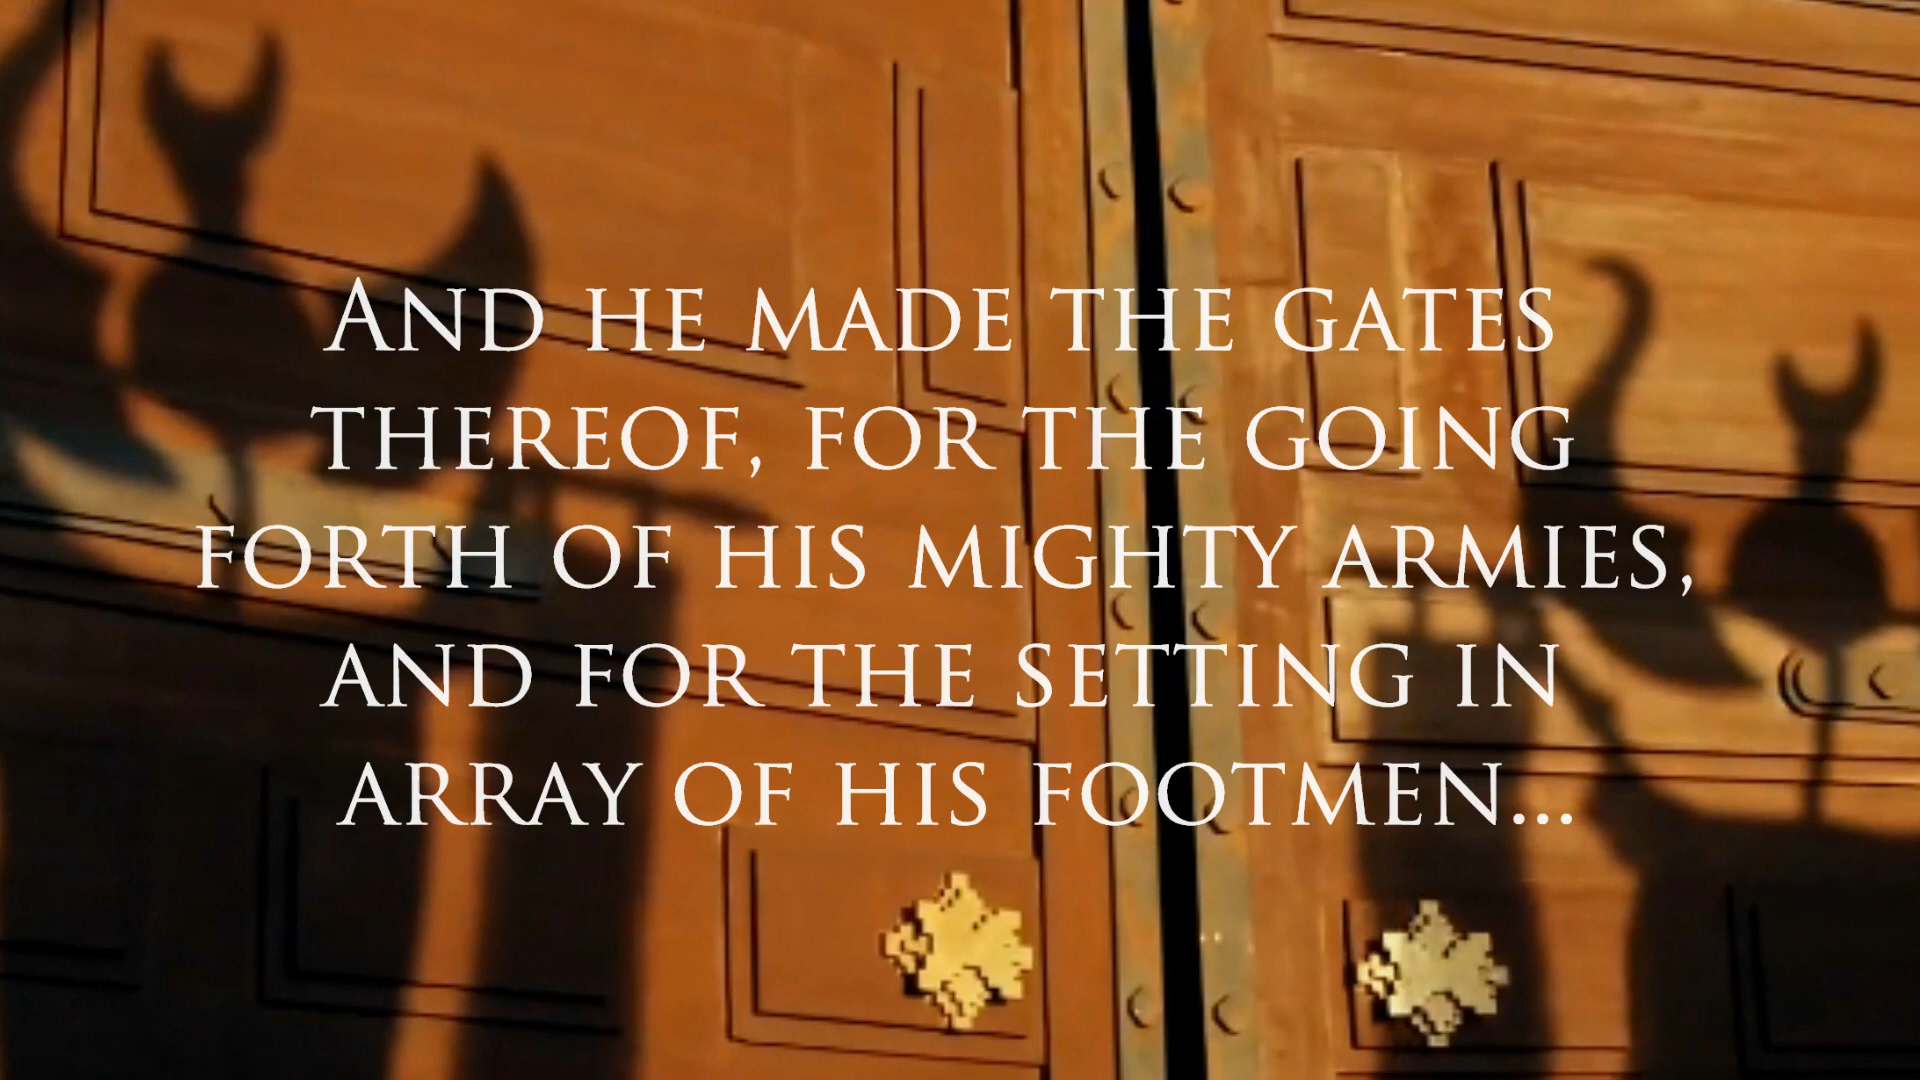 And he made the gates
thereof, for the going
forth of his mighty armies,
and for the setting in
array of his footmen...